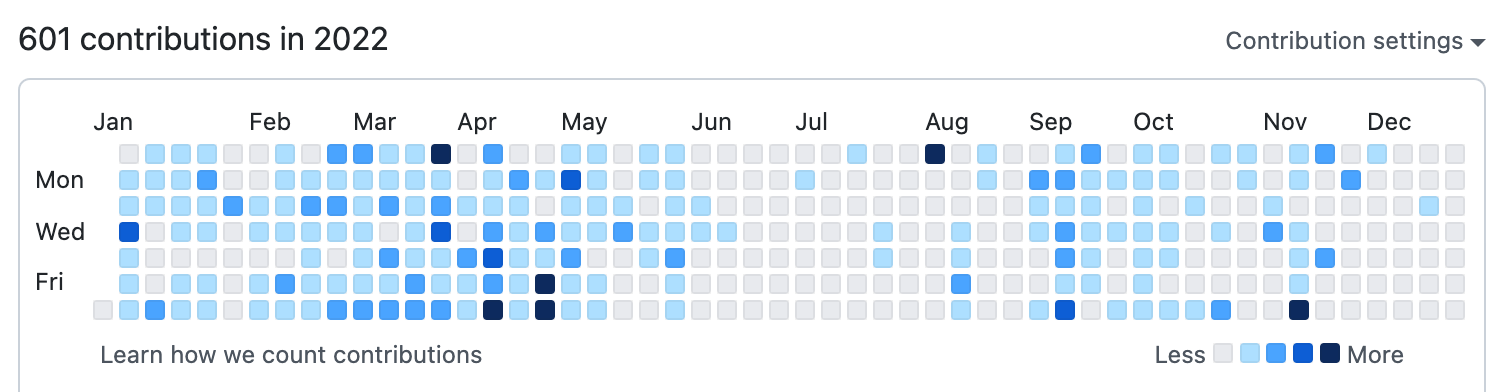 601 contributions in 2022
Contribution settings
Jan Feb Mar Apr May Jun Jul Aug Sep Oct Nov Dec
Mon
Wed
Fri
Learn how we count contributions
Less More